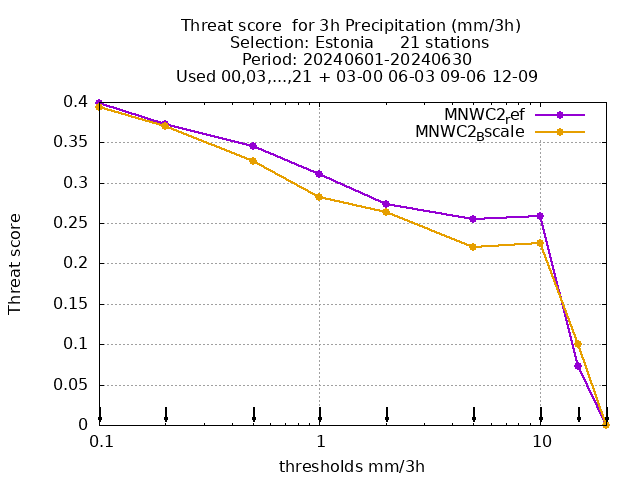 Threat score  for 3h Precipitation (mm/3h)
Selection: Estonia     21 stations
Period: 20240601-20240630
Used 00,03,...,21 + 03-00 06-03 09-06 12-09
MNWC2_ref
MNWC2_Bscale
Threat score
0.4
0.35
0.3
0.25
0.2
0.15
0.1
0.05
0
0.1
1
10
thresholds mm/3h